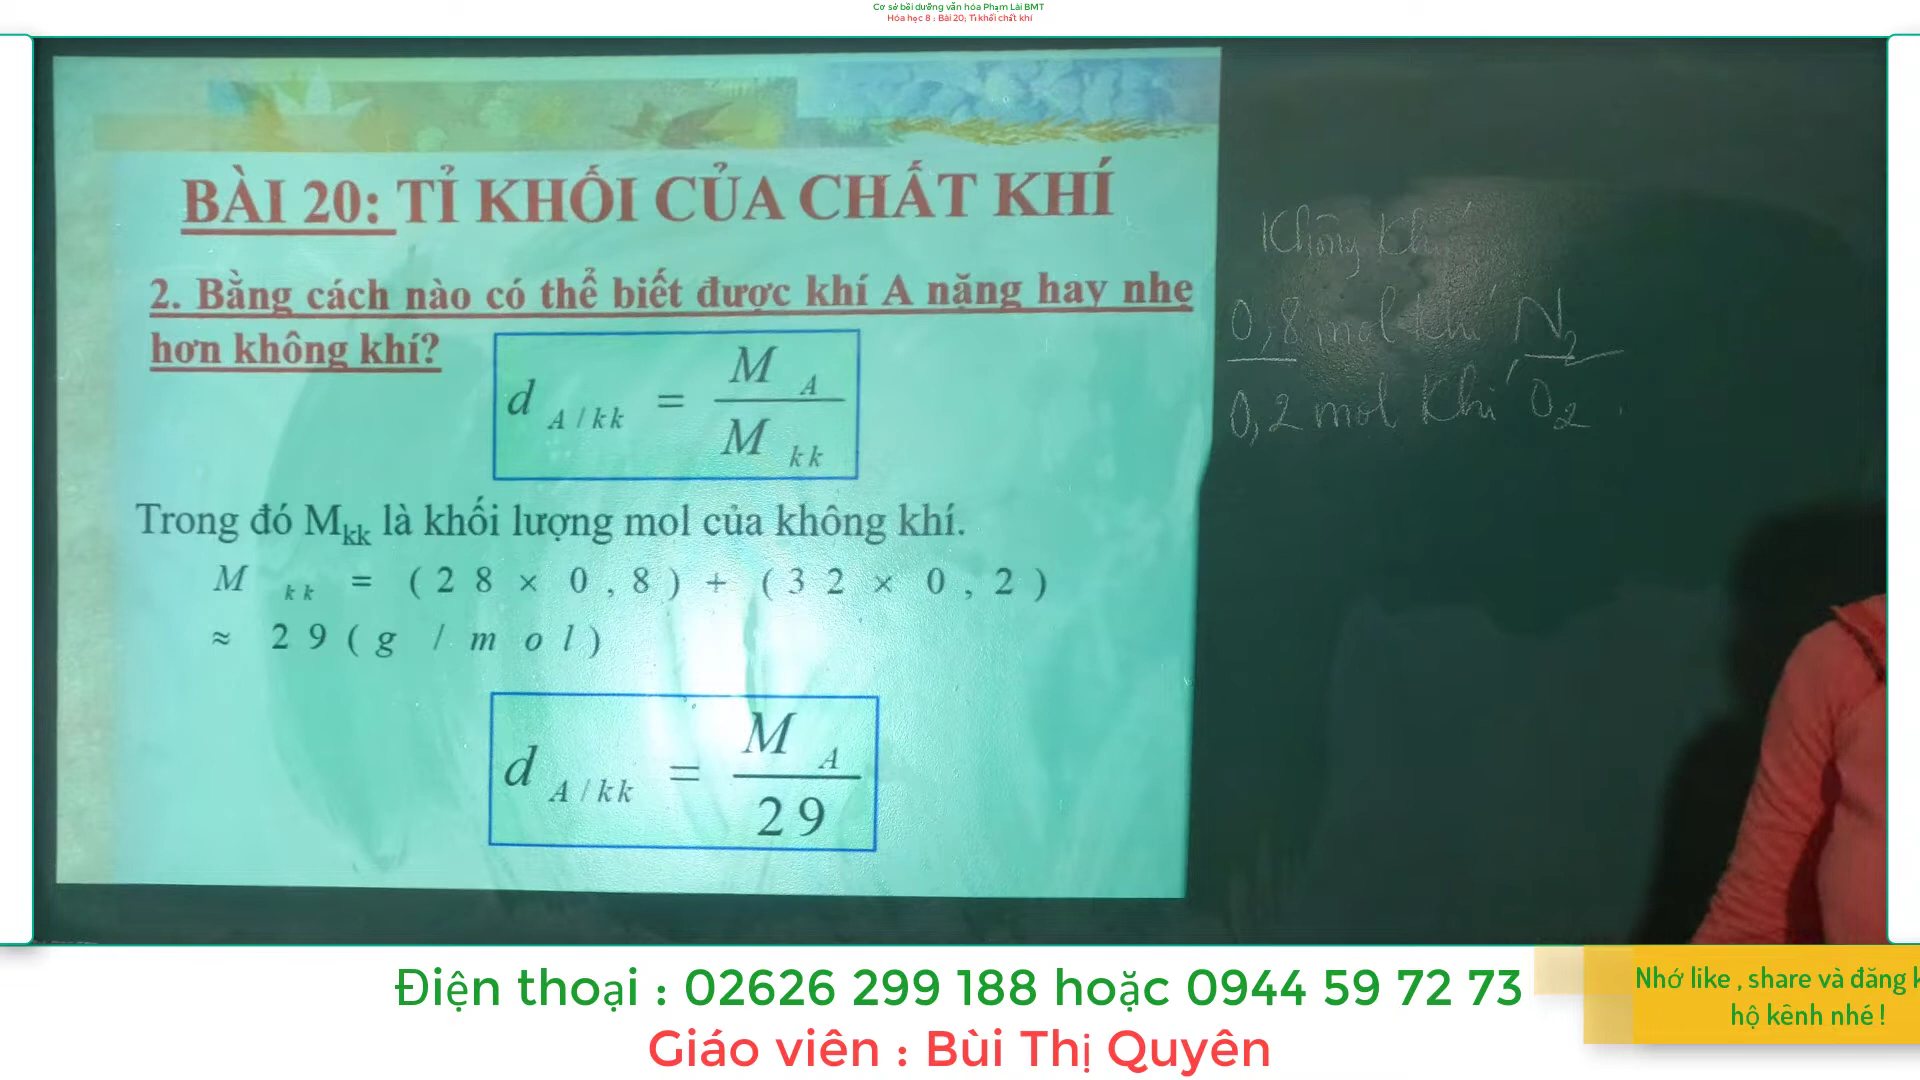 Cơ sở bồi dưỡng văn hóa Phạm Lài BMT
Hóa học 8 : Bài 20; Tỉ khối chất khí
BÀI 20: TỈ KHỐI CỦA CHẤT KHÍ
2. Bằng cách nào có thể biết được khí A nặng hay nhẹ
hơn không khí?
d A/kk = M A / M kk
Trong đó Mkk là khối lượng mol của không khí.
M kk = (28 × 0,8) + (32 × 0,2)
≈ 29(g/mol)
d A/kk = M A / 29
Không khí
0,8 mol khí N2
0,2 mol khí O2.
Điện thoại : 02626 299 188 hoặc 0944 59 72 73
Giáo viên : Bùi Thị Quyên
Nhớ like , share và đăng k
hộ kênh nhé !